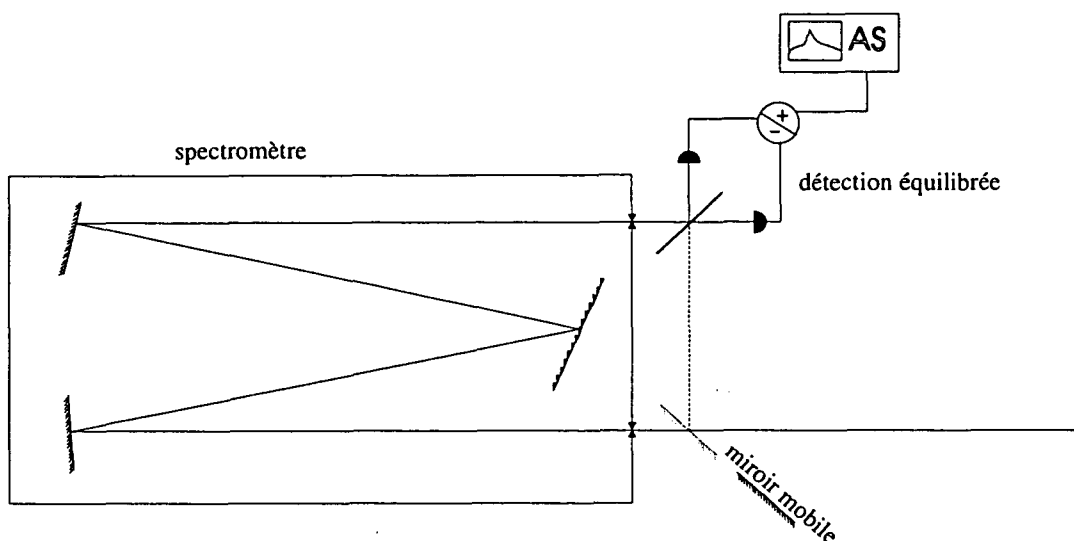 AS
+
−
spectromètre
détection équilibrée
miroir mobile